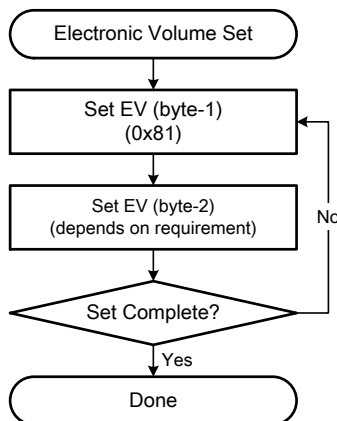 Electronic Volume Set
Set EV (byte-1)
(0x81)
Set EV (byte-2)
(depends on requirement)
No
Set Complete?
Yes
Done